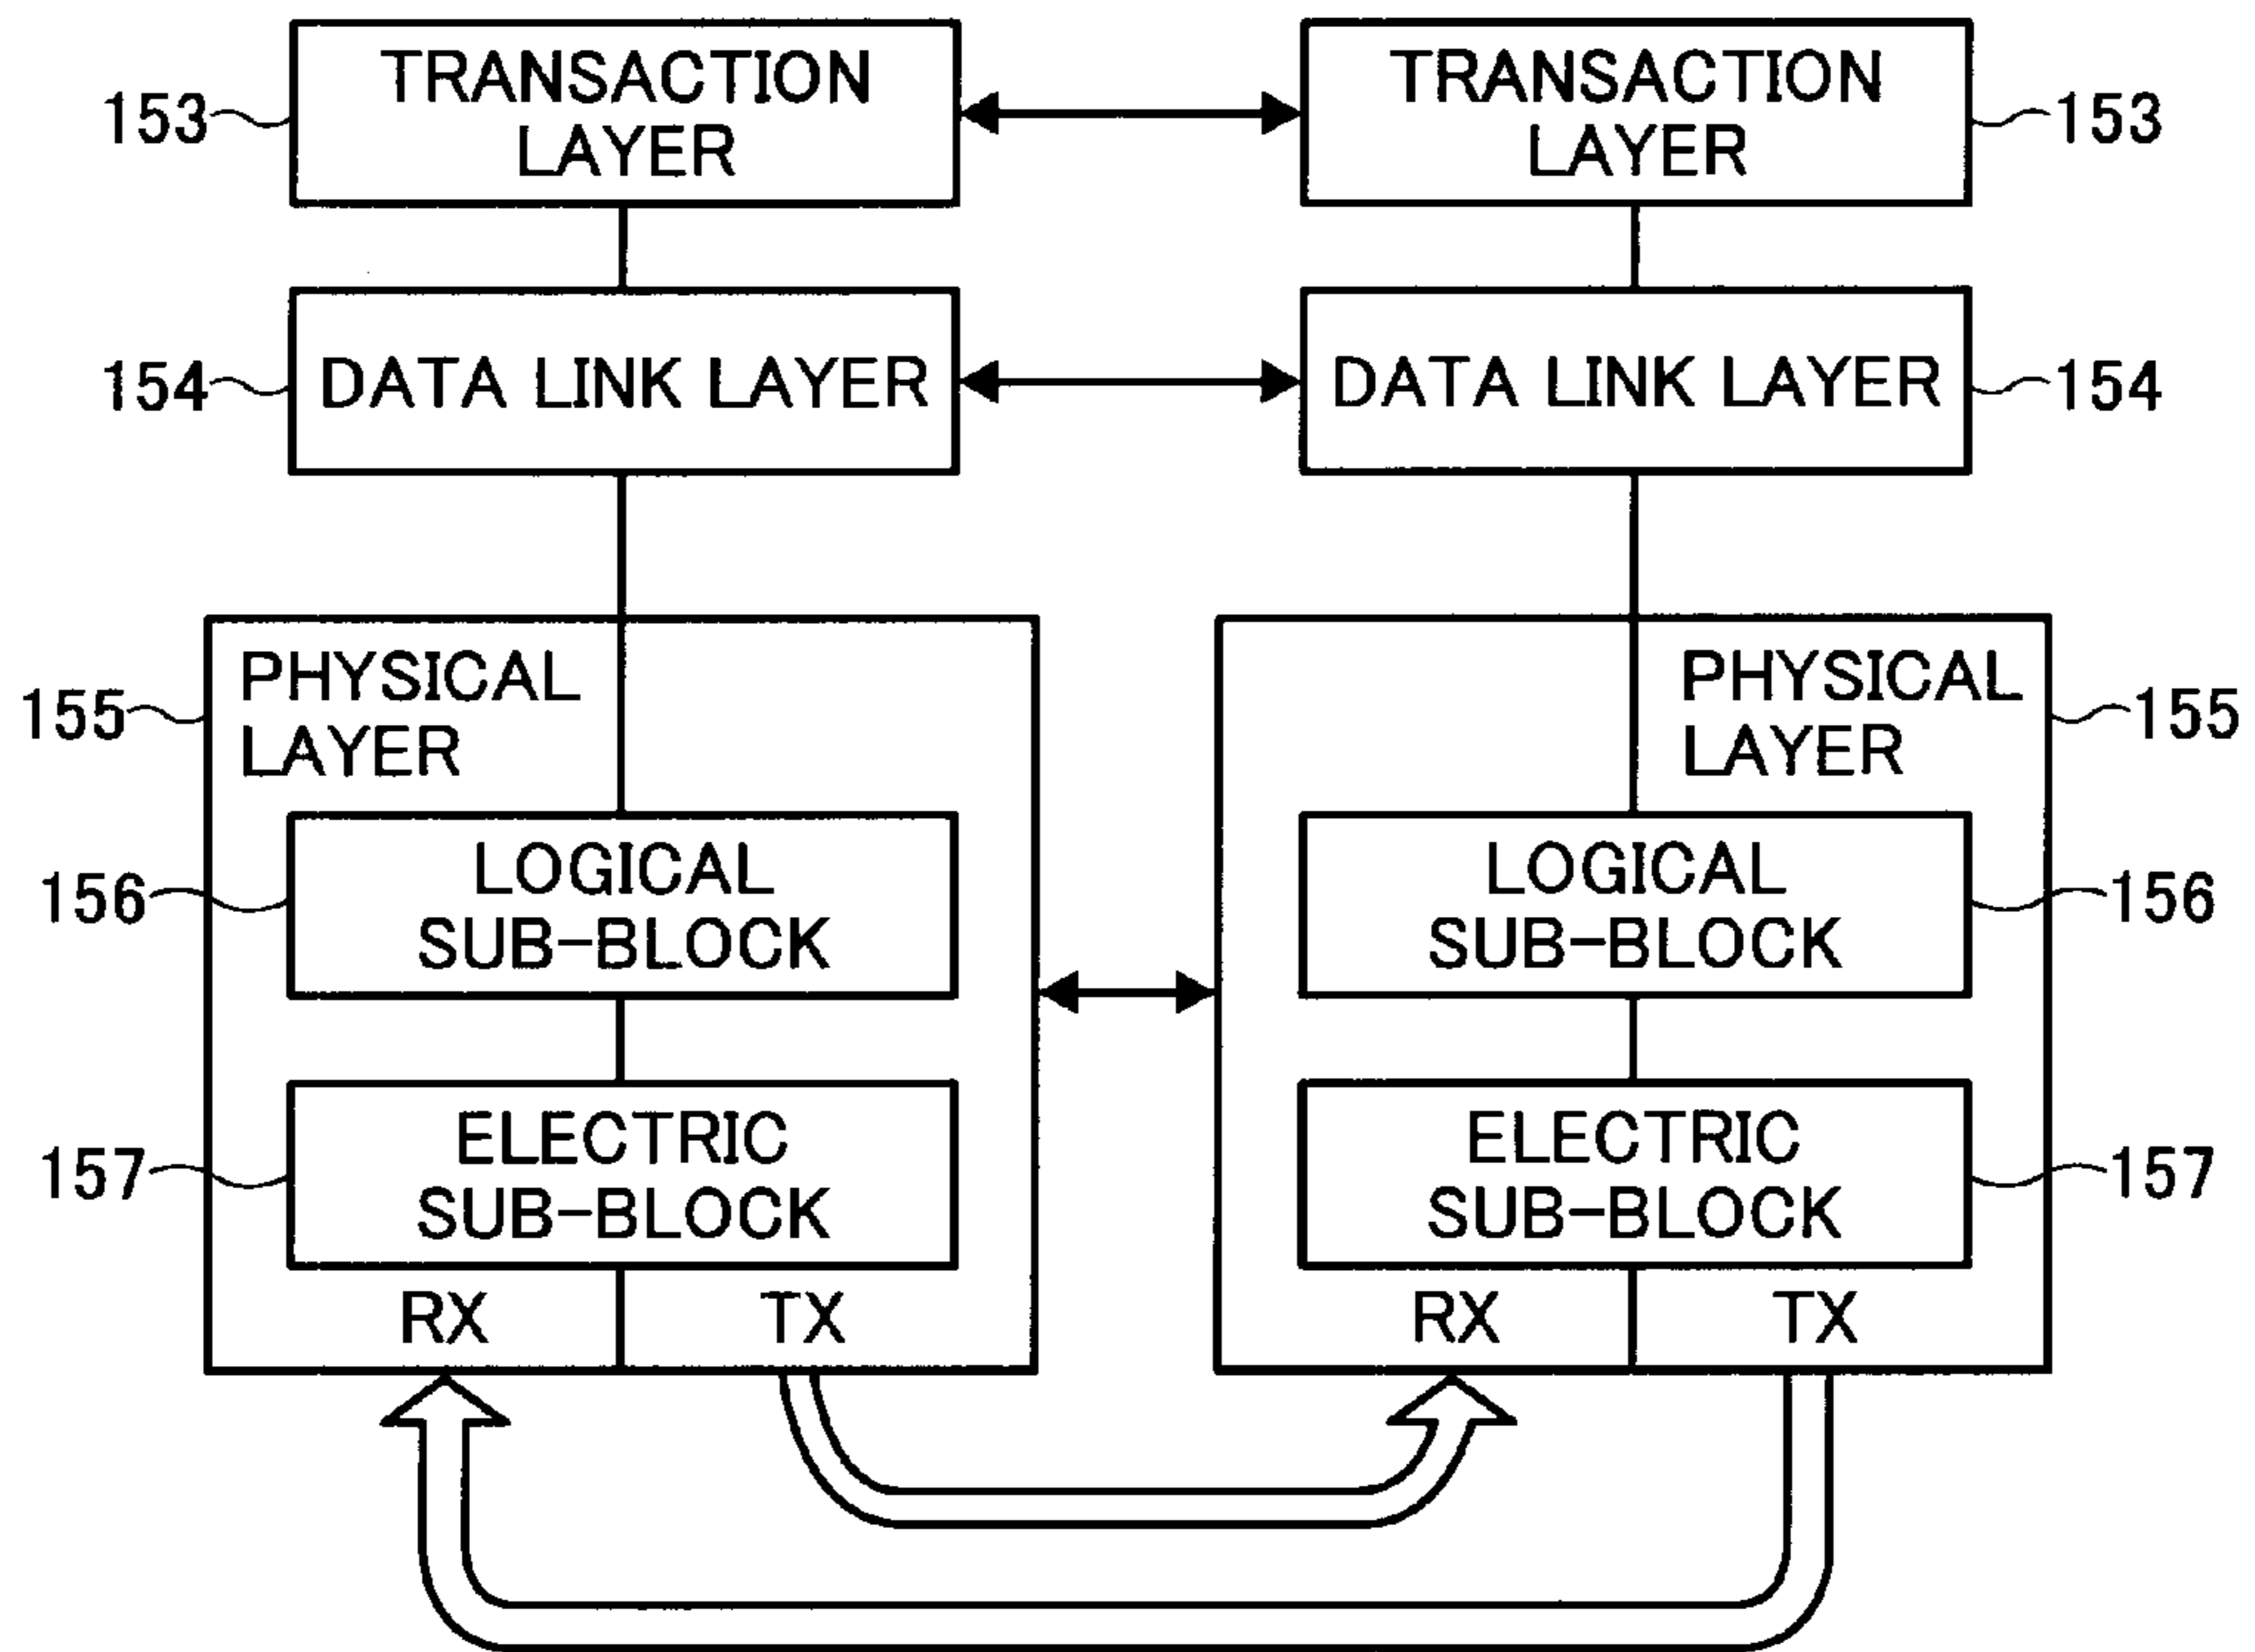 TRANSACTION
LAYER
153
TRANSACTION
LAYER
153
154
DATA LINK LAYER
DATA LINK LAYER
154
PHYSICAL
LAYER
155
PHYSICAL
LAYER
155
LOGICAL
SUB-BLOCK
156
LOGICAL
SUB-BLOCK
156
ELECTRIC
SUB-BLOCK
157
ELECTRIC
SUB-BLOCK
157
RX
TX
RX
TX